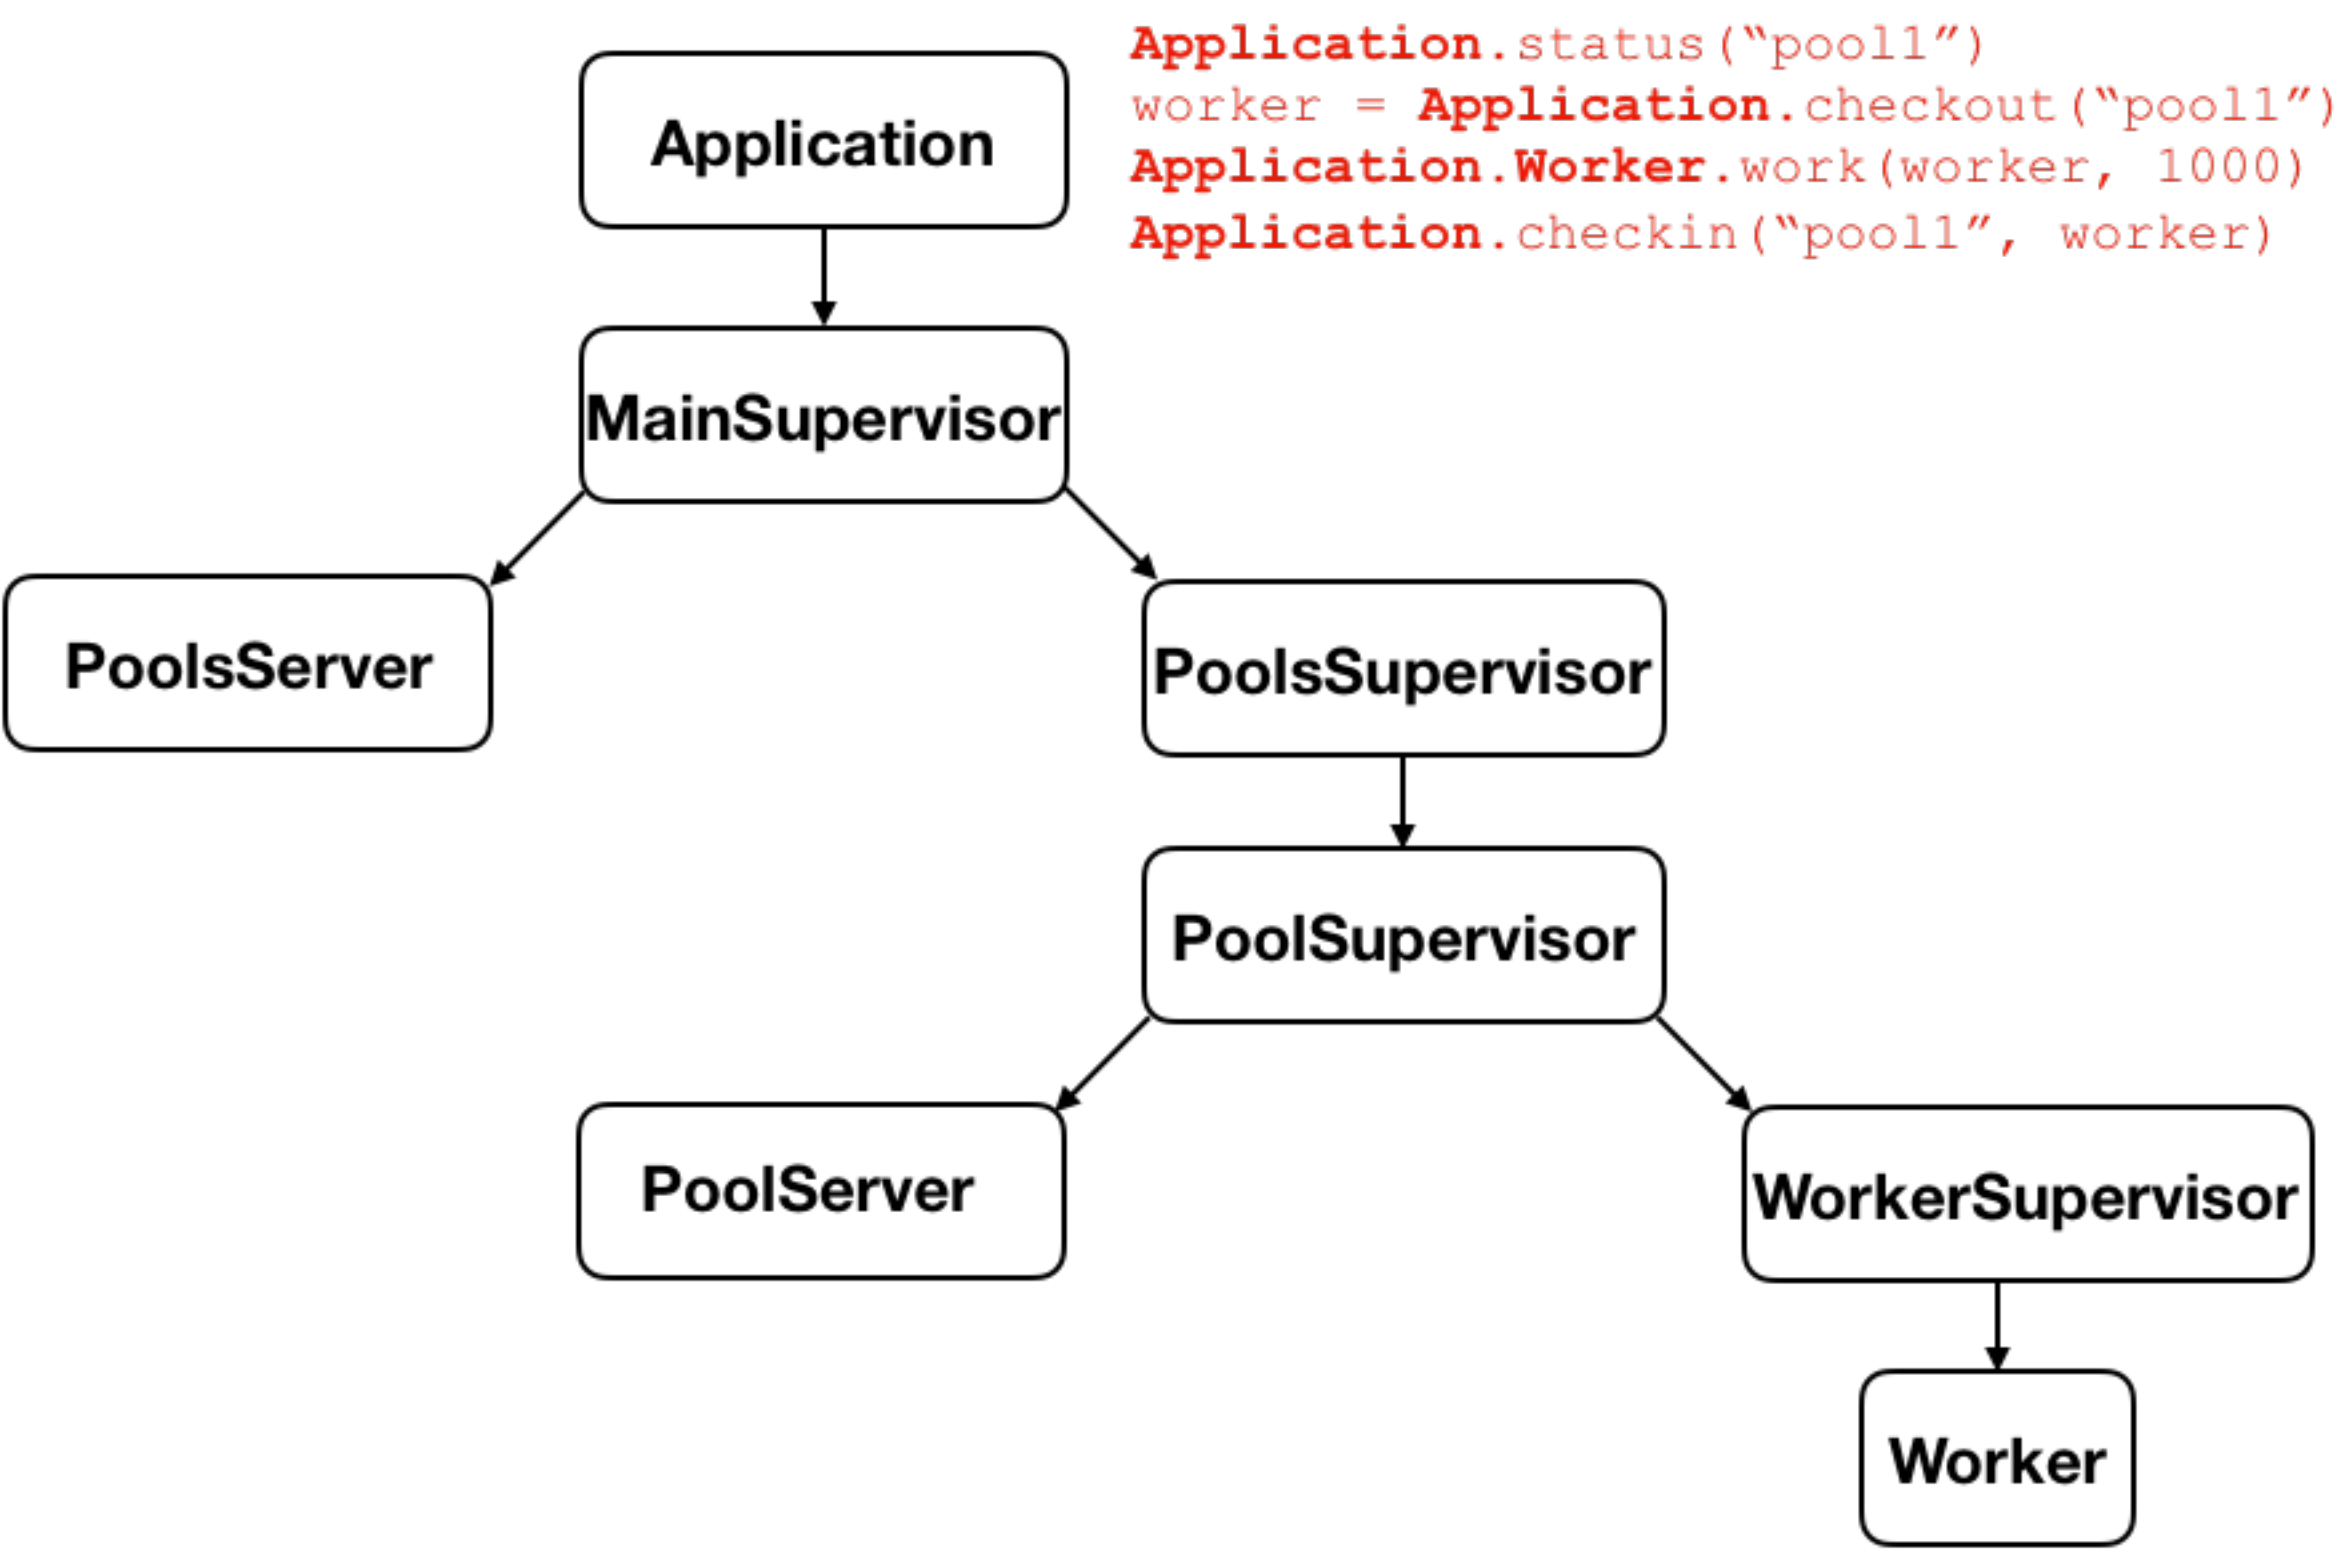 Application.status(“pool1”)
worker = Application.checkout(“pool1”)
Application.Worker.work(worker, 1000)
Application.checkin(“pool1”, worker)
Application
MainSupervisor
PoolsServer
PoolsSupervisor
PoolSupervisor
PoolServer
WorkerSupervisor
Worker